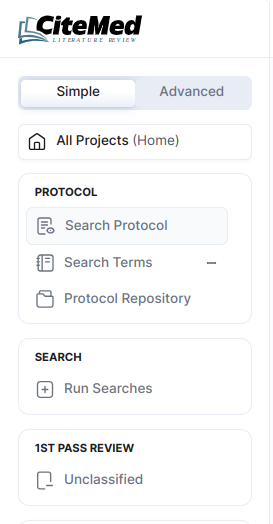 CiteMed
LITERATURE REVIEW
Simple
Advanced
All Projects (Home)
PROTOCOL
Search Protocol
Search Terms
Protocol Repository
SEARCH
Run Searches
1ST PASS REVIEW
Unclassified